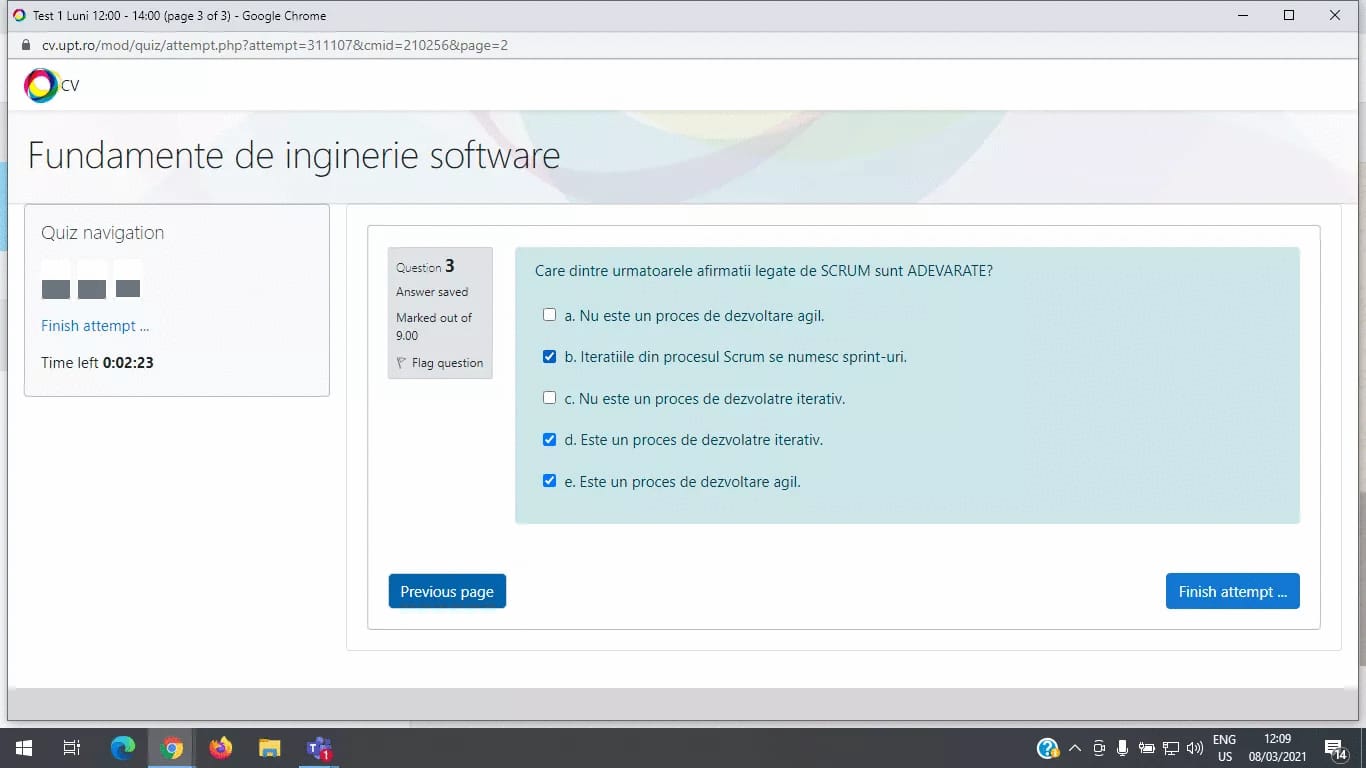 Test 1 Luni 12:00 - 14:00 (page 3 of 3) - Google Chrome
cv.upt.ro/mod/quiz/attempt.php?attempt=311107&cmid=210256&page=2
CV
Fundamente de inginerie software
Quiz navigation
Finish attempt ...
Time left 0:02:23
Question 3
Answer saved
Marked out of
9.00
Flag question
Care dintre urmatoarele afirmatii legate de SCRUM sunt ADEVARATE?
a. Nu este un proces de dezvoltare agil.
b. Iteratiile din procesul Scrum se numesc sprint-uri.
c. Nu este un proces de dezvolatre iterativ.
d. Este un proces de dezvolatre iterativ.
e. Este un proces de dezvoltare agil.
Previous page
Finish attempt ...
1
ENG
US
12:09
08/03/2021
14